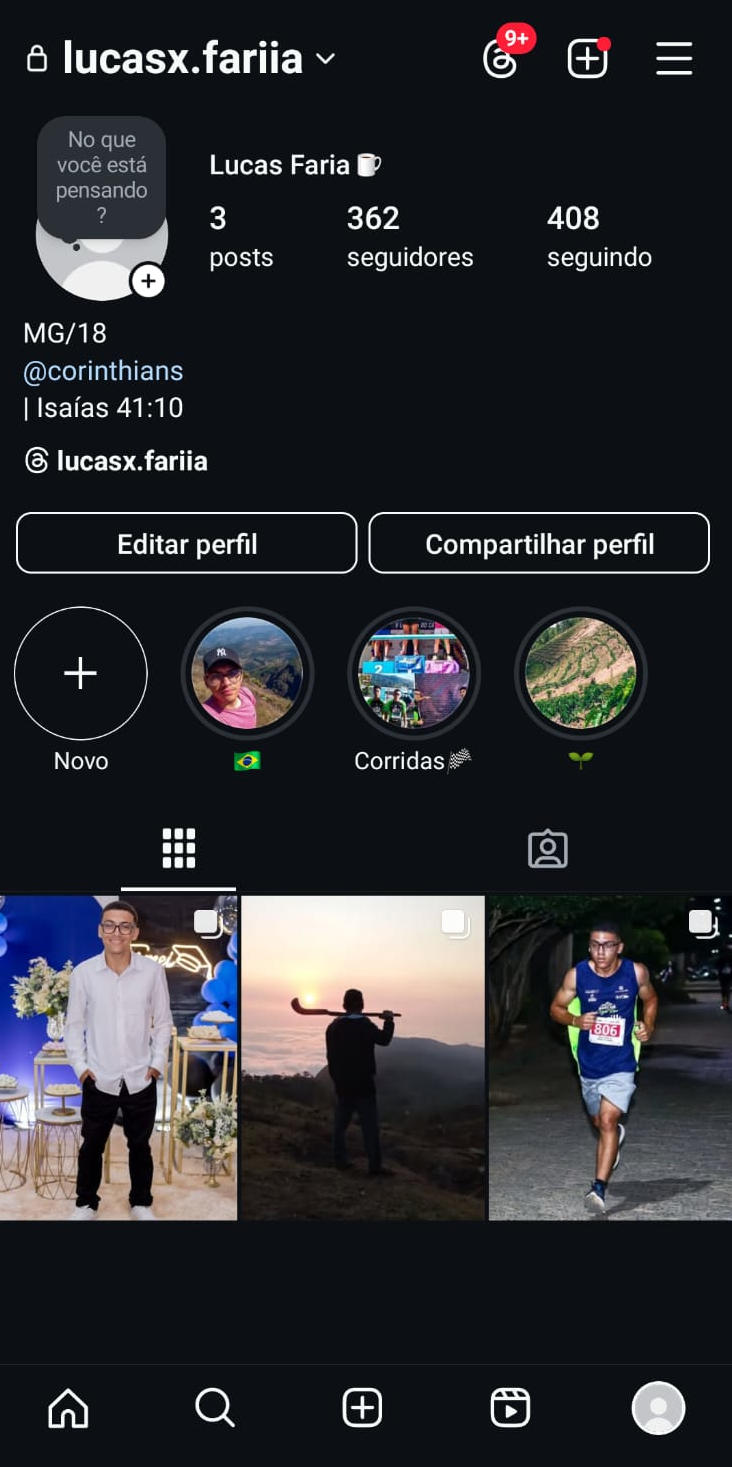 lucasx.fariia
9+
No que
você está
pensando
?
Lucas Faria
3
posts
362
seguidores
408
seguindo
MG/18
@corinthians
| Isaías 41:10
lucasx.fariia
Editar perfil
Compartilhar perfil
Novo
Corridas
2
806